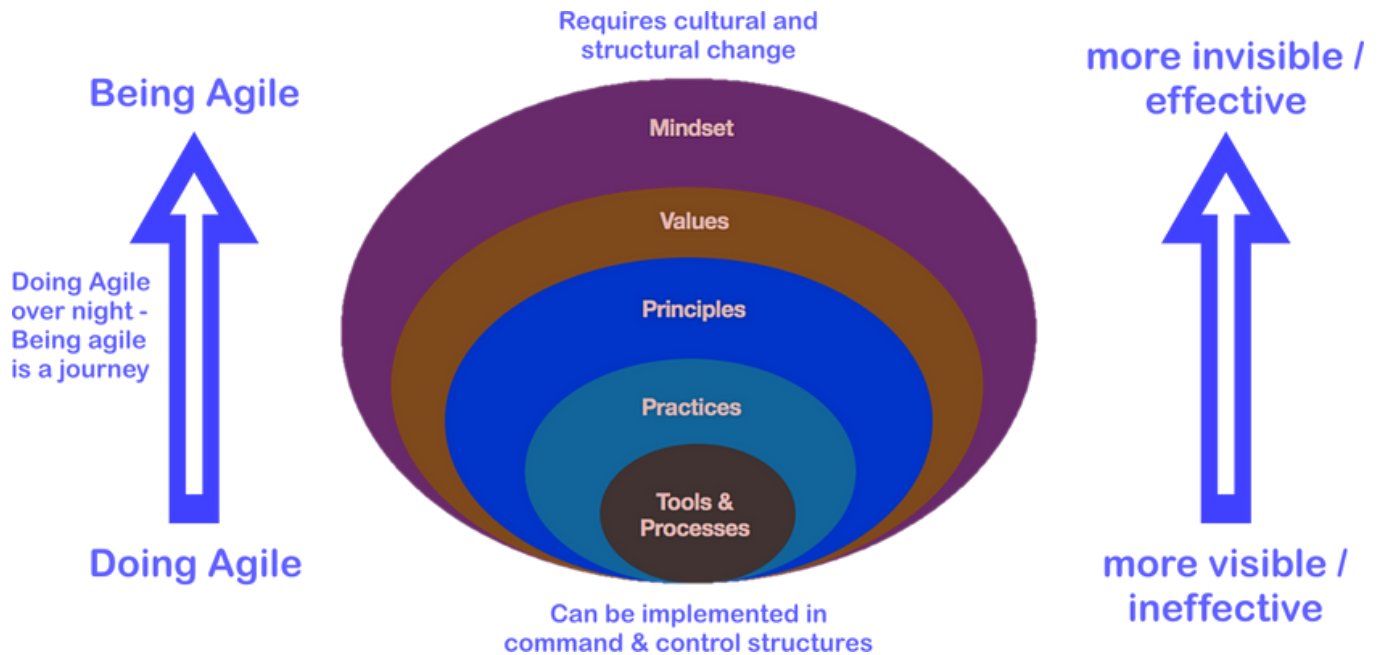 Requires cultural and
structural change
Being Agile
more invisible /
effective
Mindset
Values
Doing Agile
over night -
Being agile
is a journey
Principles
Practices
Tools &
Processes
Doing Agile
more visible /
ineffective
Can be implemented in
command & control structures